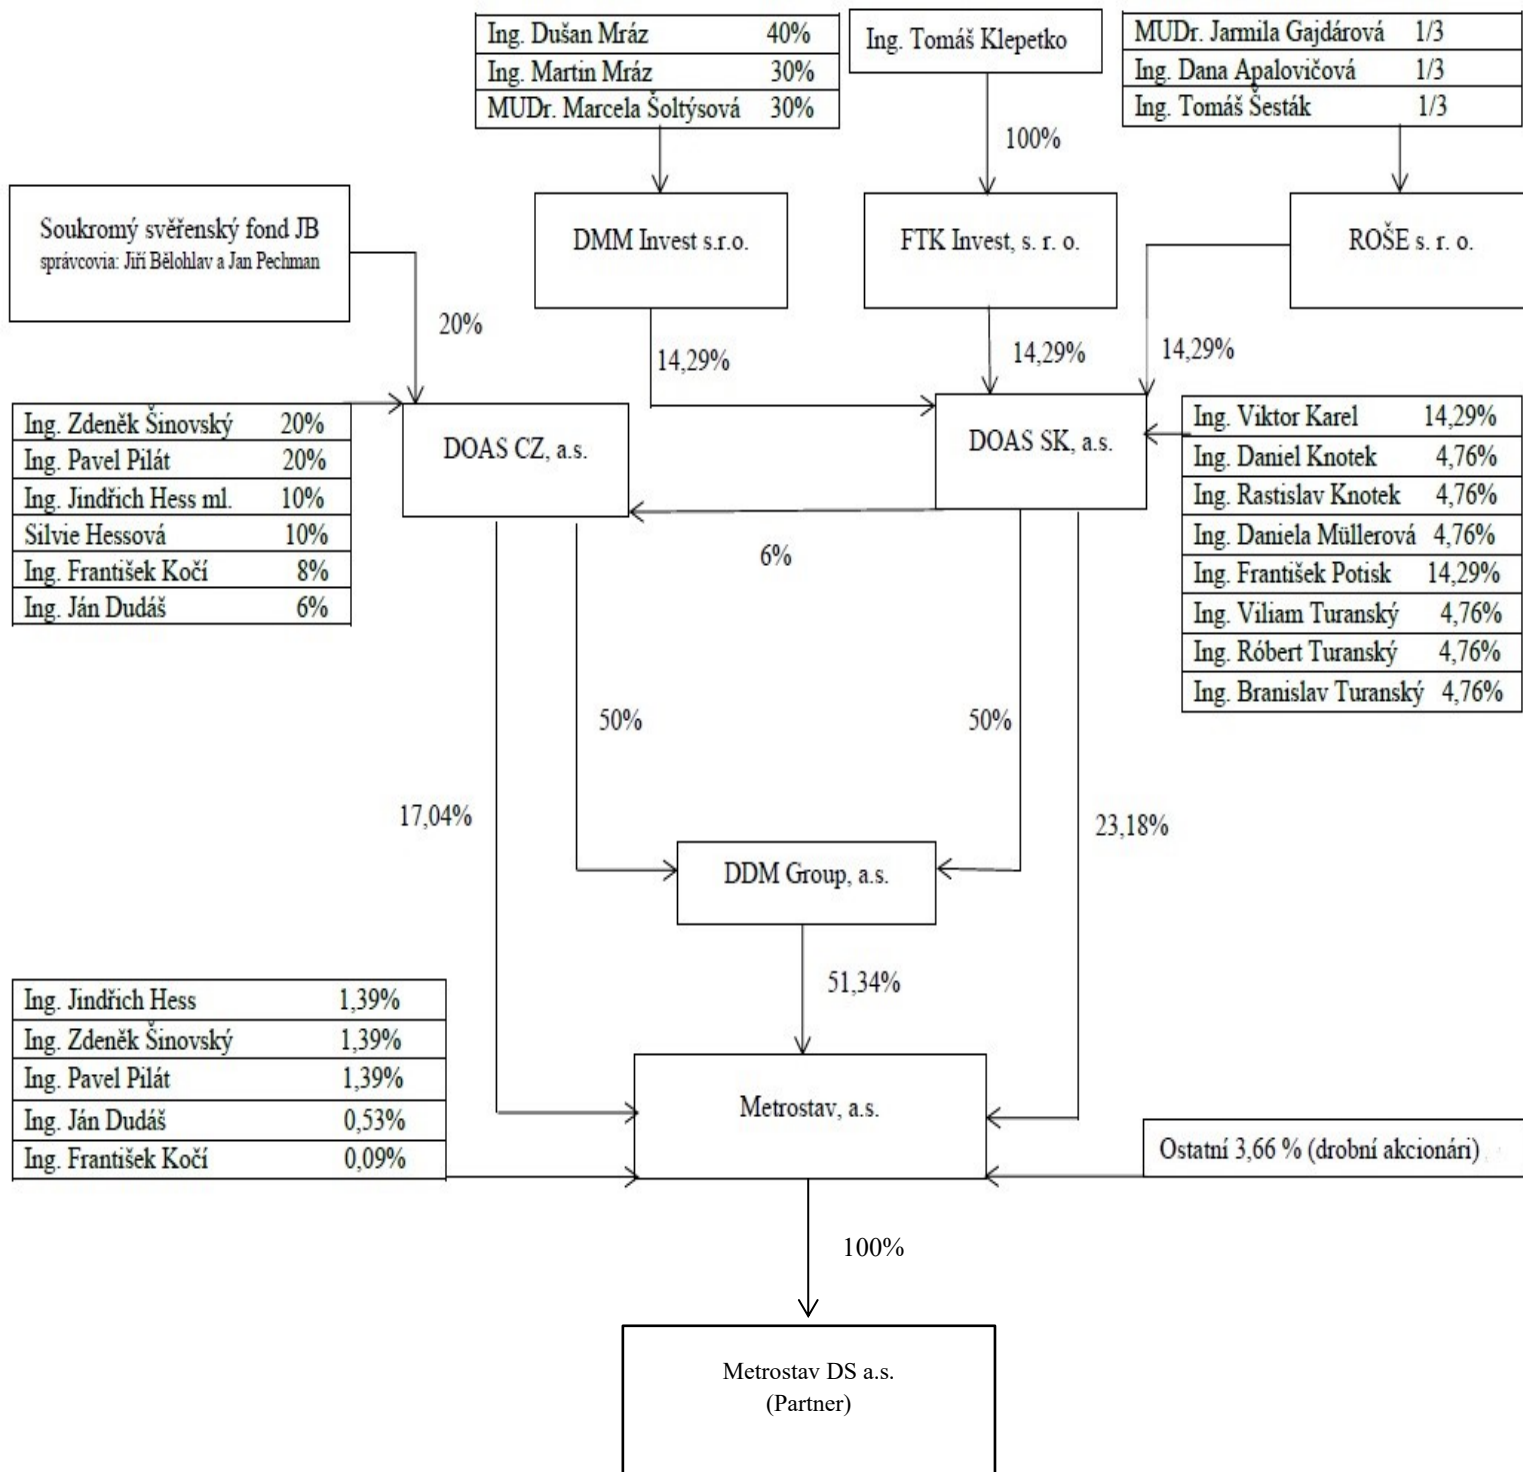 Ing. Dušan Mráz 40%
Ing. Martin Mráz 30%
MUDr. Marcela Šoltýsová 30%
Ing. Tomáš Klepetko
MUDr. Jarmila Gajdárová 1/3
Ing. Dana Apalovičová 1/3
Ing. Tomáš Šesták 1/3
100%
Soukromý svěřenský fond JB
správcovia: Jiří Bělohlav a Jan Pechman
DMM Invest s.r.o.
FTK Invest, s. r. o.
ROŠE s. r. o.
20%
14,29%
14,29%
14,29%
Ing. Zdeněk Šinovský 20%
Ing. Pavel Pilát 20%
Ing. Jindřich Hess ml. 10%
Silvie Hessová 10%
Ing. František Kočí 8%
Ing. Ján Dudáš 6%
DOAS CZ, a.s.
DOAS SK, a.s.
Ing. Viktor Karel 14,29%
Ing. Daniel Knotek 4,76%
Ing. Rastislav Knotek 4,76%
Ing. Daniela Müllerová 4,76%
Ing. František Potisk 14,29%
Ing. Viliam Turanský 4,76%
Ing. Róbert Turanský 4,76%
Ing. Branislav Turanský 4,76%
6%
50%
50%
17,04%
23,18%
DDM Group, a.s.
51,34%
Ing. Jindřich Hess 1,39%
Ing. Zdeněk Šinovský 1,39%
Ing. Pavel Pilát 1,39%
Ing. Ján Dudáš 0,53%
Ing. František Kočí 0,09%
Metrostav, a.s.
Ostatní 3,66 % (drobní akcionári)
100%
Metrostav DS a.s.
(Partner)